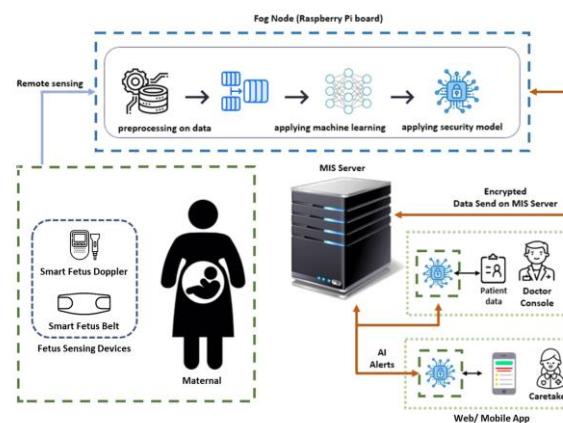 Fog Node (Raspberry Pi board)
Remote sensing
preprocessing on data
applying machine learning
applying security model
MIS Server
Encrypted
Data Send on MIS Server
Smart Fetus Doppler
Smart Fetus Belt
Fetus Sensing Devices
Maternal
Patient
data
Doctor
Console
AI
Alerts
Caretake
Web/ Mobile App